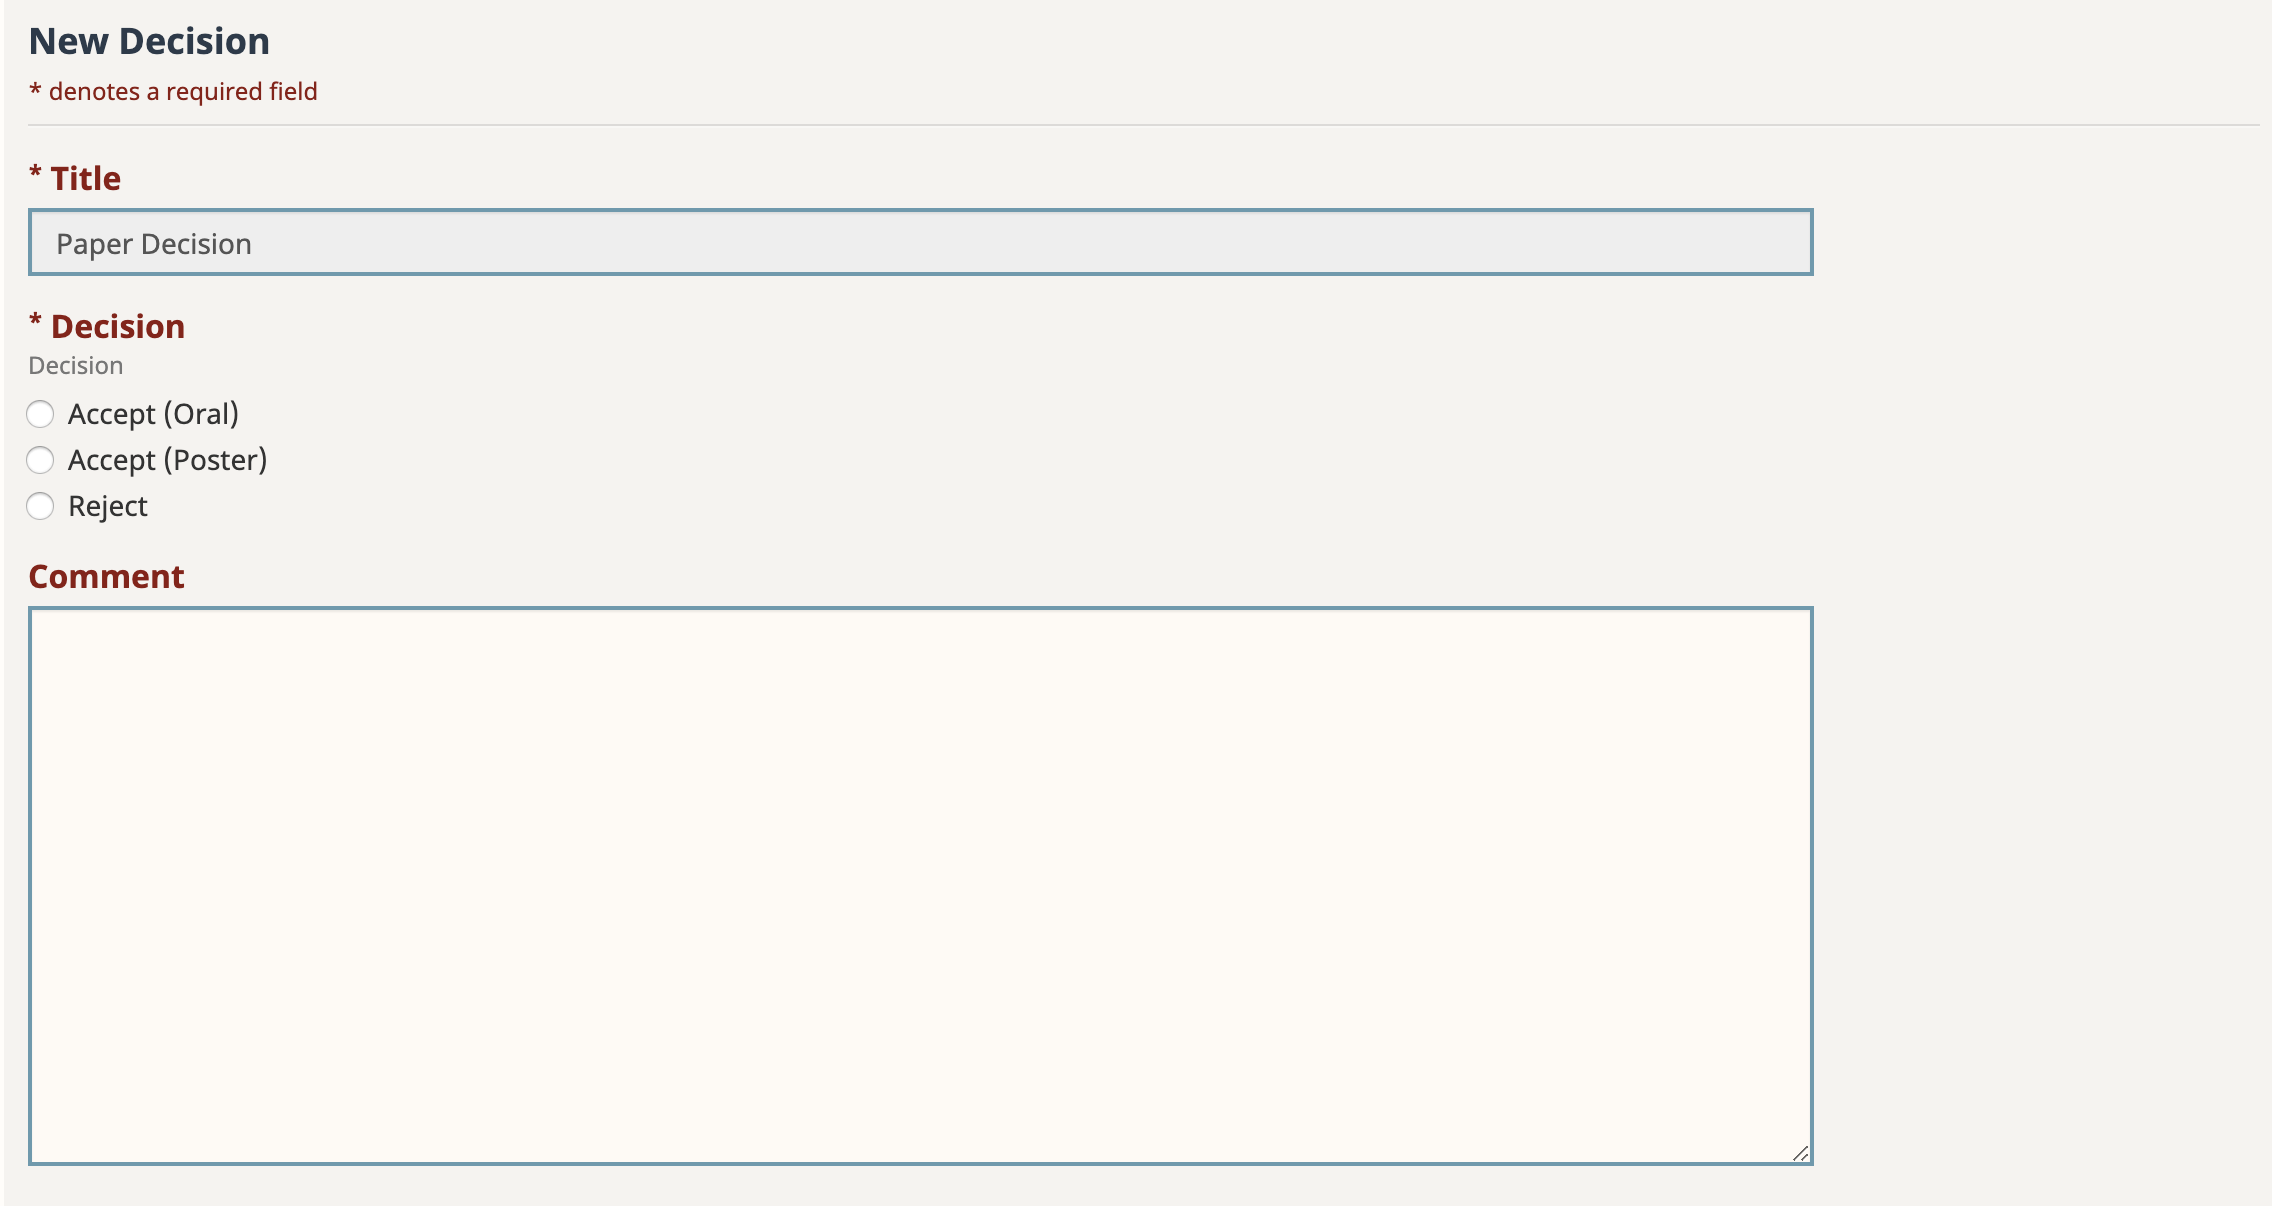 New Decision
* denotes a required field
* Title
Paper Decision
* Decision
Decision
Accept (Oral)
Accept (Poster)
Reject
Comment